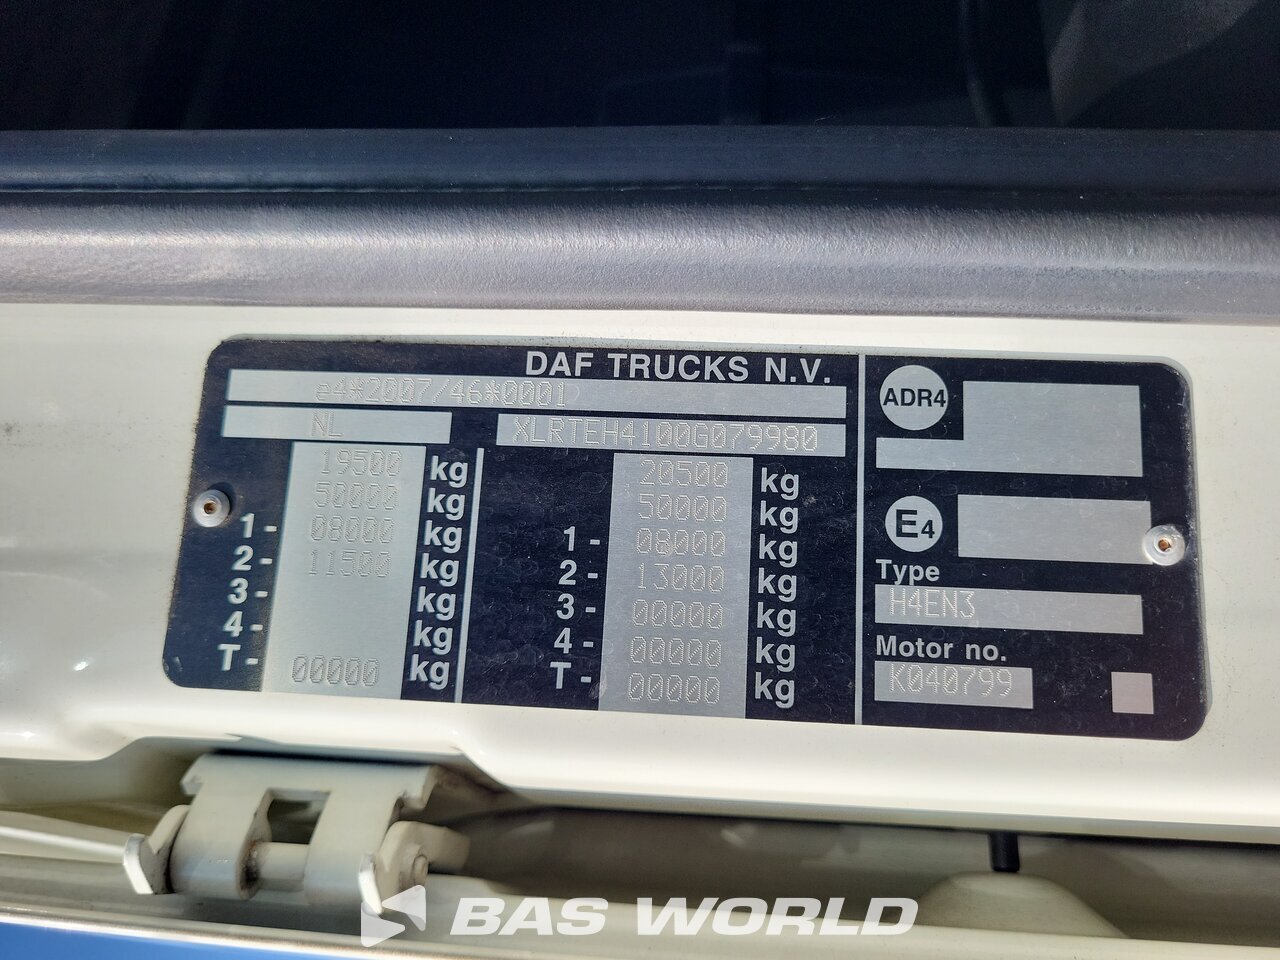 DAF TRUCKS N.V.
e4*2007/46*0001
NL XLRTEH4100G079980
19500 kg 20500 kg
50000 kg 50000 kg
1- 08000 kg 1- 08000 kg
2- 11500 kg 2- 13000 kg
3- kg 3- 00000 kg
4- kg 4- 00000 kg
T- 00000 kg T- 00000 kg
ADR4
E4
Type
H4EN3
Motor no.
K040799
BAS WORLD